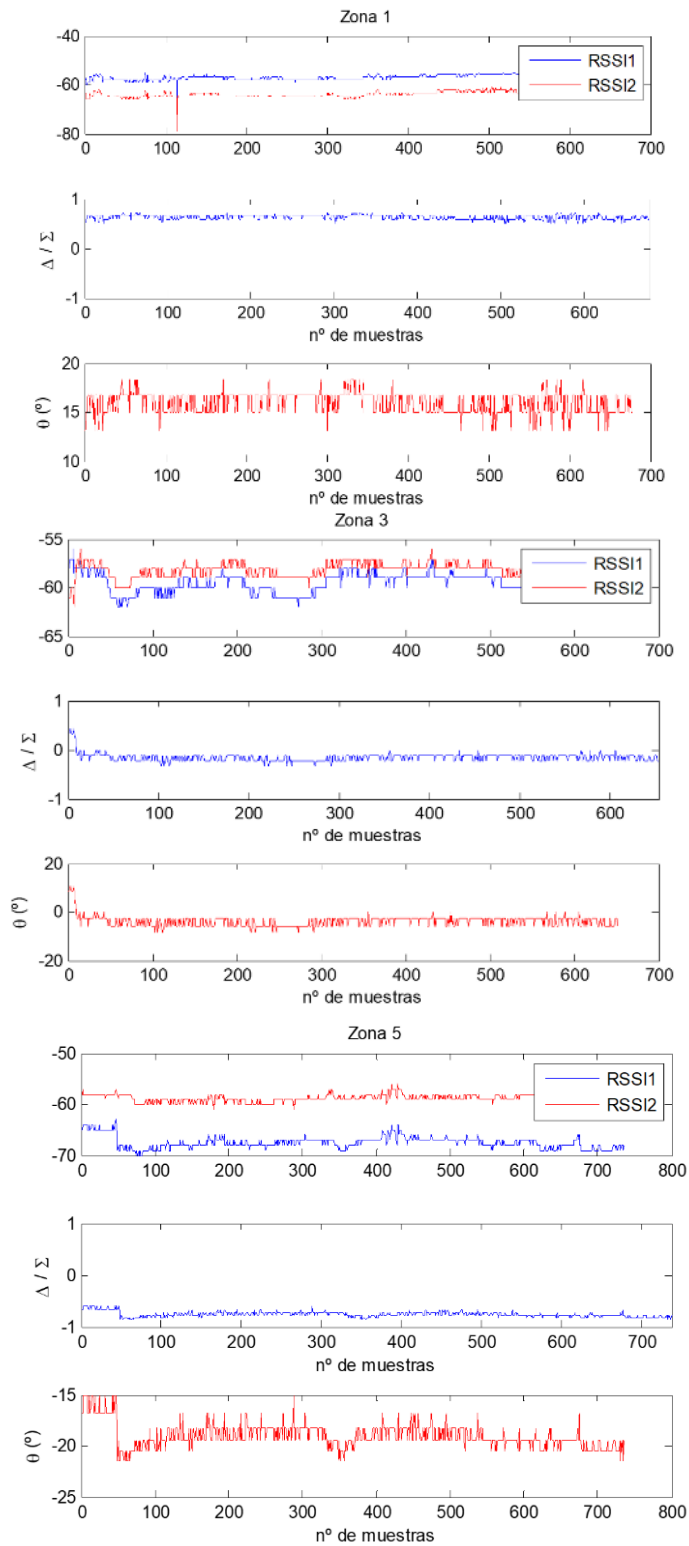 Zona 1
-40
-60
-80
RSSI1
RSSI2
0 100 200 300 400 500 600 700
1
0
-1
Δ / Σ
0 100 200 300 400 500 600
nº de muestras
20
15
10
θ (º)
0 100 200 300 400 500 600 700
nº de muestras
Zona 3
-55
-60
-65
RSSI1
RSSI2
0 100 200 300 400 500 600 700
1
0
-1
Δ / Σ
0 100 200 300 400 500 600
nº de muestras
20
0
-20
θ (º)
0 100 200 300 400 500 600 700
nº de muestras
Zona 5
-50
-60
-70
RSSI1
RSSI2
0 100 200 300 400 500 600 700 800
1
0
-1
Δ / Σ
0 100 200 300 400 500 600 700
nº de muestras
-15
-20
-25
θ (º)
0 100 200 300 400 500 600 700 800
nº de muestras